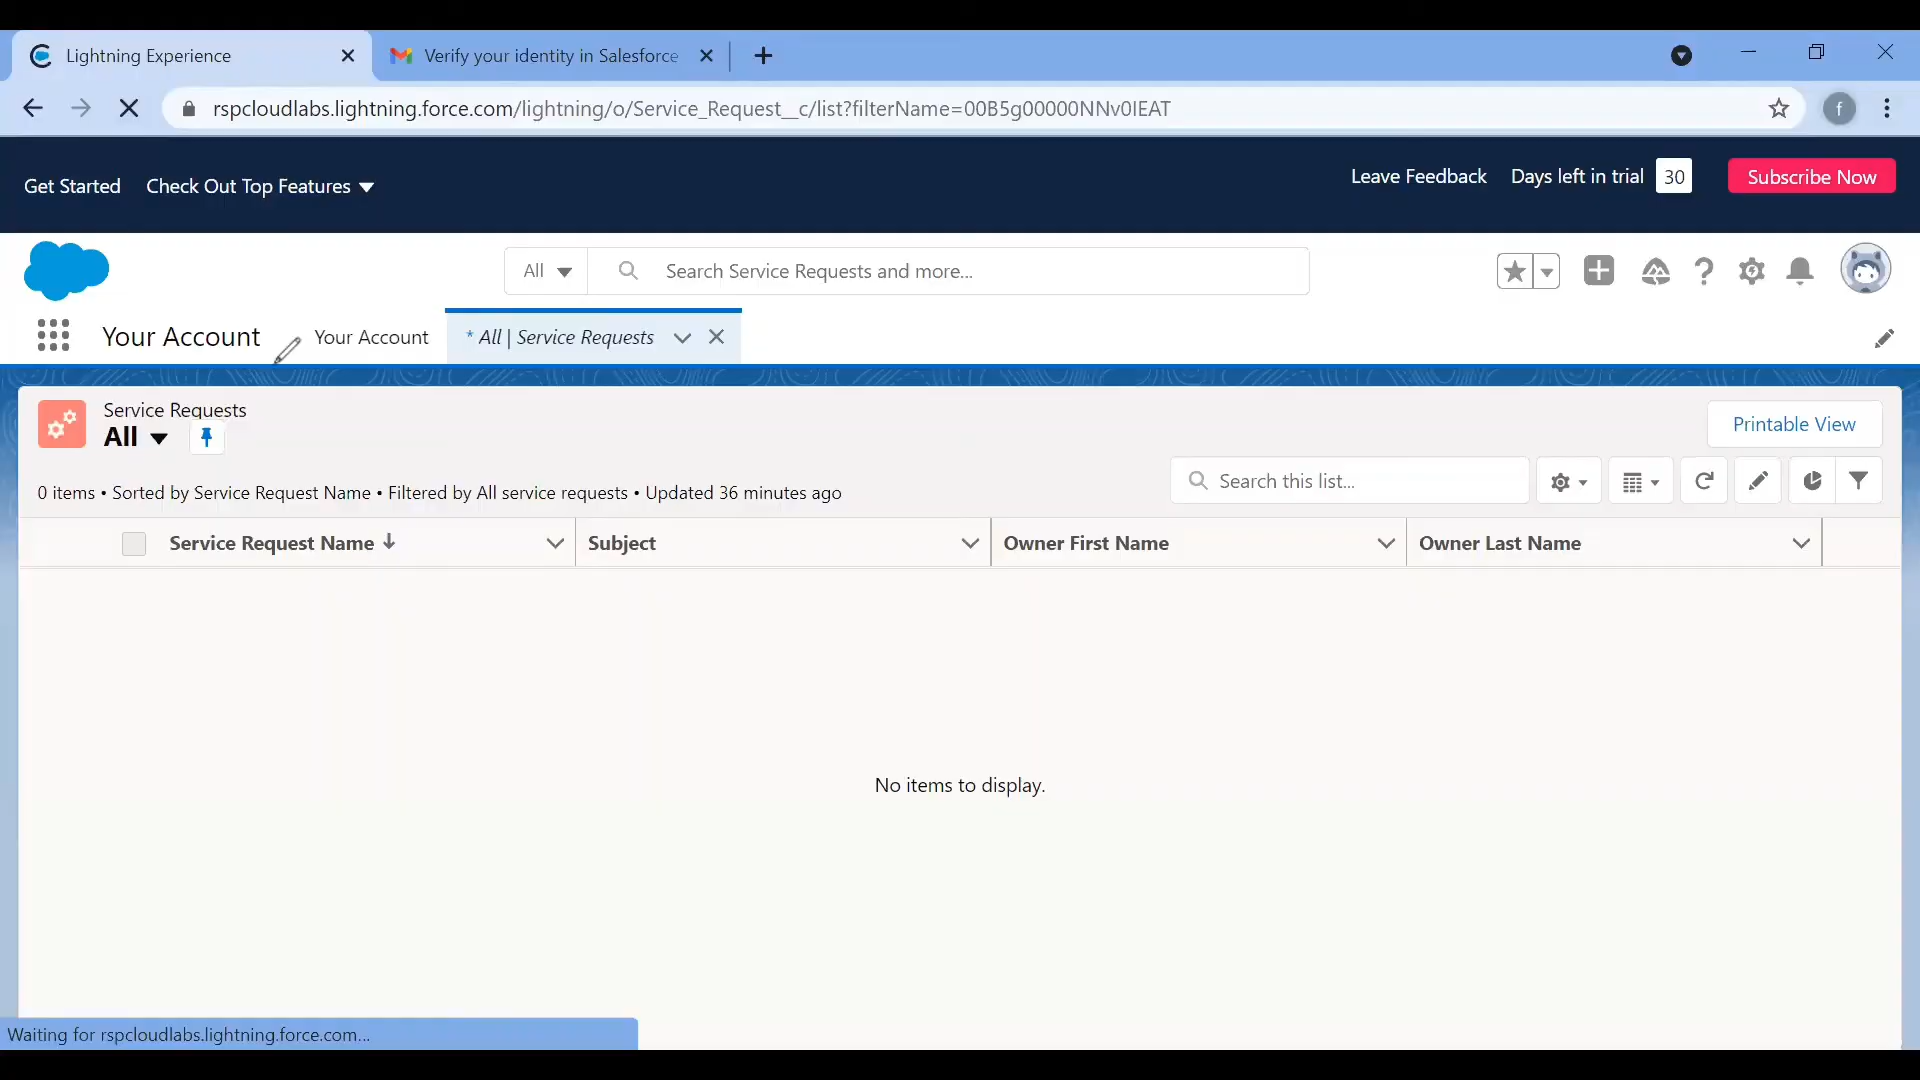 Lightning Experience
Verify your identity in Salesforce
rspcloudlabs.lightning.force.com/lightning/o/Service_Request__c/list?filterName=00B5g00000NNv0IEAT
f
Get Started
Check Out Top Features
Leave Feedback
Days left in trial
30
Subscribe Now
All
Search Service Requests and more...
Your Account
Your Account
* All | Service Requests
Service Requests
All
Printable View
0 items • Sorted by Service Request Name • Filtered by All service requests • Updated 36 minutes ago
Search this list...
Service Request Name
Subject
Owner First Name
Owner Last Name
No items to display.
Waiting for rspcloudlabs.lightning.force.com...